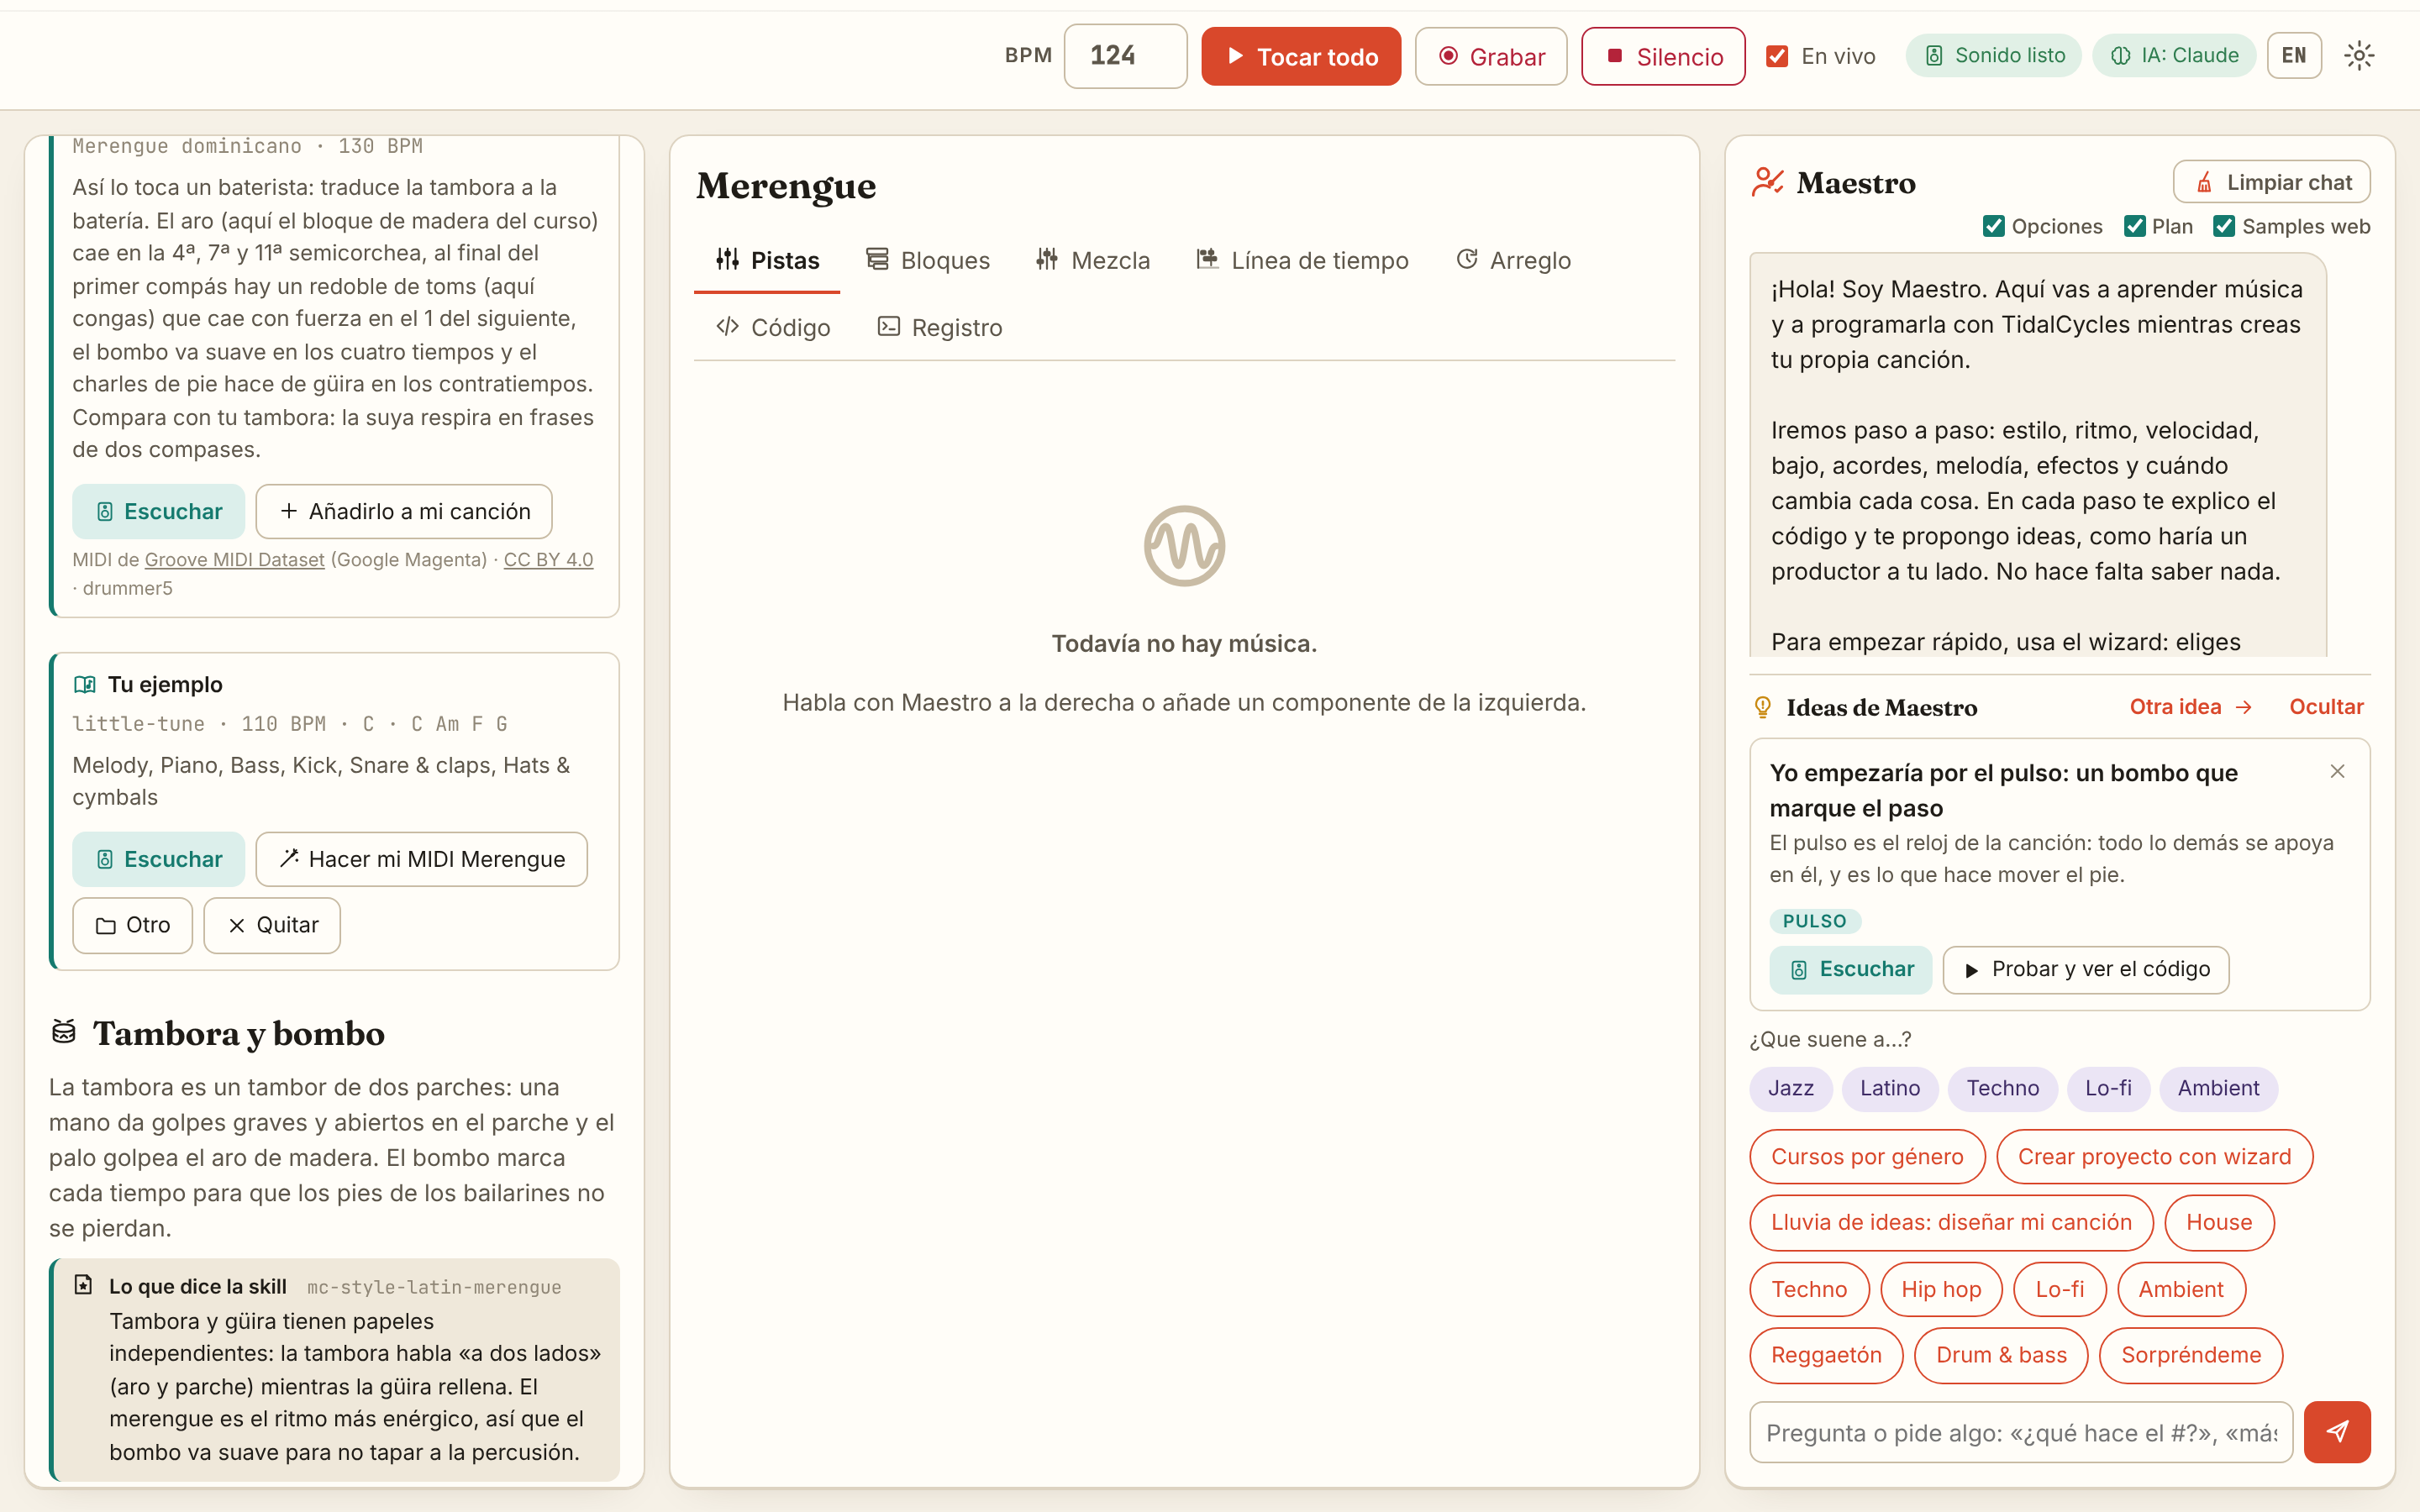 BPM 124 Tocar todo Grabar Silencio En vivo Sonido listo IA: Claude EN
Merengue dominicano · 130 BPM
Así lo toca un baterista: traduce la tambora a la
batería. El aro (aquí el bloque de madera del curso)
cae en la 4ª, 7ª y 11ª semicorchea, al final del
primer compás hay un redoble de toms (aquí
congas) que cae con fuerza en el 1 del siguiente,
el bombo va suave en los cuatro tiempos y el
charles de pie hace de güira en los contratiempos.
Compara con tu tambora: la suya respira en frases
de dos compases.
Escuchar + Añadirlo a mi canción
MIDI de Groove MIDI Dataset (Google Magenta) · CC BY 4.0
· drummer5
Tu ejemplo
little-tune · 110 BPM · C · C Am F G
Melody, Piano, Bass, Kick, Snare & claps, Hats &
cymbals
Escuchar Hacer mi MIDI Merengue
Otro Quitar
Tambora y bombo
La tambora es un tambor de dos parches: una
mano da golpes graves y abiertos en el parche y el
palo golpea el aro de madera. El bombo marca
cada tiempo para que los pies de los bailarines no
se pierdan.
Lo que dice la skill mc-style-latin-merengue
Tambora y güira tienen papeles
independientes: la tambora habla «a dos lados»
(aro y parche) mientras la güira rellena. El
merengue es el ritmo más enérgico, así que el
bombo va suave para no tapar a la percusión.
Merengue
Pistas Bloques Mezcla Línea de tiempo Arreglo
Código Registro
Todavía no hay música.
Habla con Maestro a la derecha o añade un componente de la izquierda.
Maestro Limpiar chat
Opciones Plan Samples web
¡Hola! Soy Maestro. Aquí vas a aprender música
y a programarla con TidalCycles mientras creas
tu propia canción.
Iremos paso a paso: estilo, ritmo, velocidad,
bajo, acordes, melodía, efectos y cuándo
cambia cada cosa. En cada paso te explico el
código y te propongo ideas, como haría un
productor a tu lado. No hace falta saber nada.
Para empezar rápido, usa el wizard: eliges
Ideas de Maestro Otra idea → Ocultar
Yo empezaría por el pulso: un bombo que
marque el paso
El pulso es el reloj de la canción: todo lo demás se apoya
en él, y es lo que hace mover el pie.
PULSO
Escuchar Probar y ver el código
¿Que suene a...?
Jazz Latino Techno Lo-fi Ambient
Cursos por género Crear proyecto con wizard
Lluvia de ideas: diseñar mi canción House
Techno Hip hop Lo-fi Ambient
Reggaetón Drum & bass Sorpréndeme
Pregunta o pide algo: «¿qué hace el #?», «más